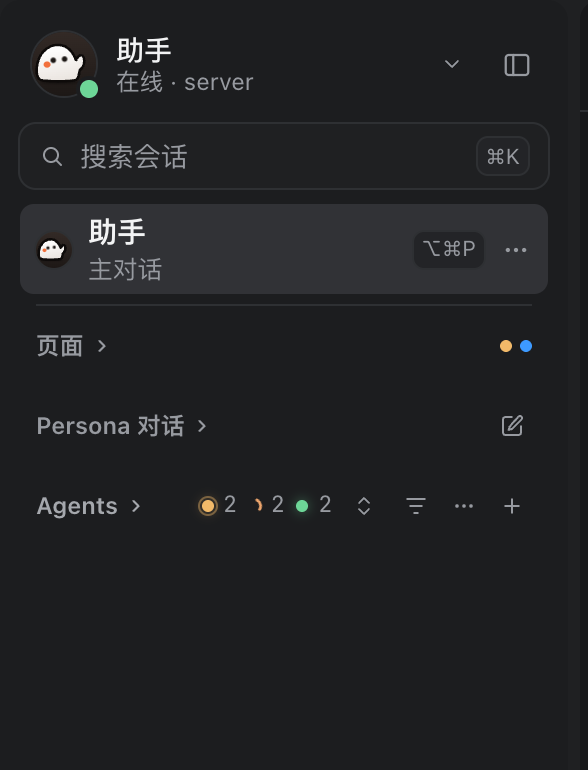 助手
在线 · server
搜索会话 ⌘K
助手
主对话 ⌥⌘P
页面
Persona 对话
Agents 2 2 2